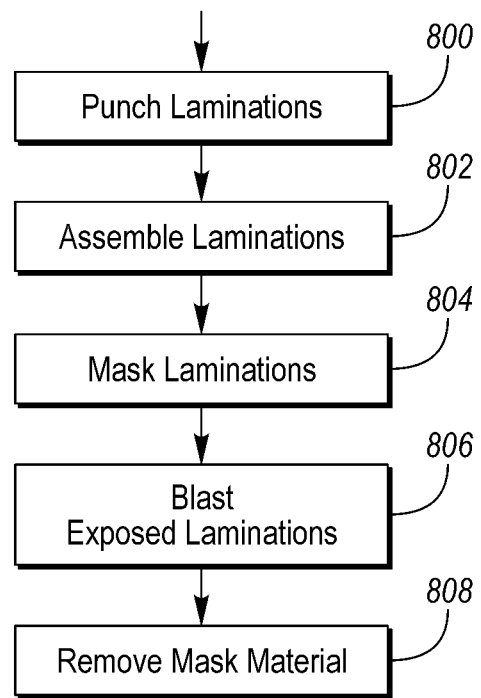 800
Punch Laminations
802
Assemble Laminations
804
Mask Laminations
806
Blast
Exposed Laminations
808
Remove Mask Material